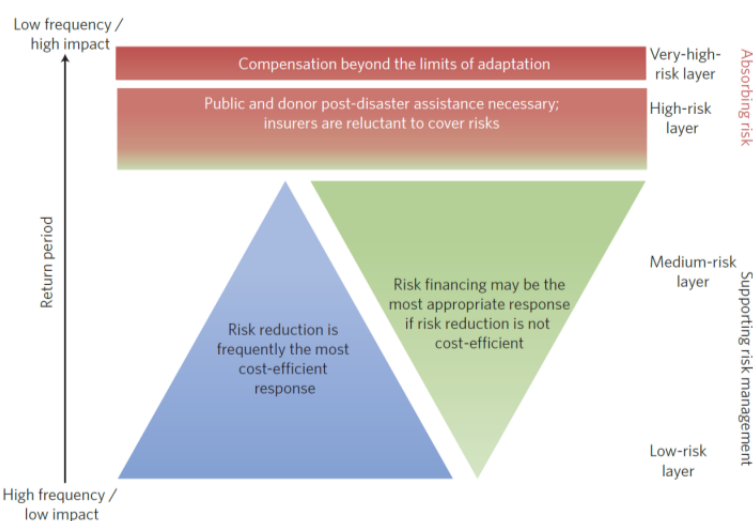 Low frequency /
high impact
Compensation beyond the limits of adaptation
Very-high-
risk layer
Absorbing risk
Public and donor post-disaster assistance necessary;
insurers are reluctant to cover risks
High-risk
layer
Return period
Medium-risk
layer
Risk financing may be the
most appropriate response
if risk reduction is not
cost-efficient
Risk reduction is
frequently the most
cost-efficient
response
Supporting risk management
Low-risk
layer
High frequency /
low impact